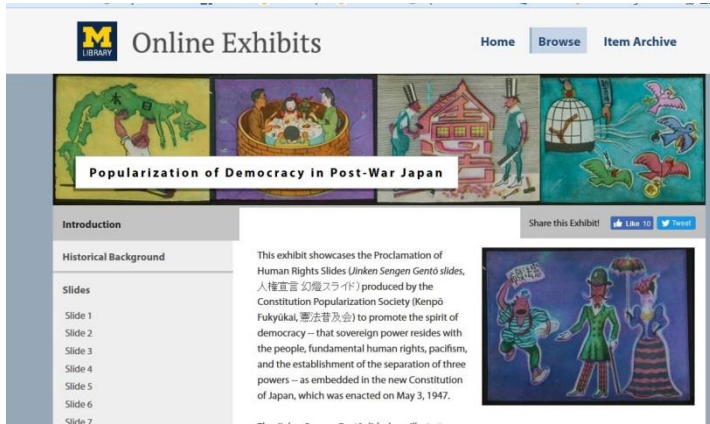 M
LIBRARY
Online Exhibits
Home Browse Item Archive
日本
Popularization of Democracy in Post-War Japan
Introduction
Share this Exhibit! Like 10 Tweet
Historical Background
Slides
Slide 1
Slide 2
Slide 3
Slide 4
Slide 5
Slide 6
Slide 7
This exhibit showcases the Proclamation of
Human Rights Slides (Jinken Sengen Gentō slides,
人権宣言 幻燈スライド) produced by the
Constitution Popularization Society (Kenpō
Fukyūkai, 憲法普及会) to promote the spirit of
democracy -- that sovereign power resides with
the people, fundamental human rights, pacifism,
and the establishment of the separation of three
powers -- as embedded in the new Constitution
of Japan, which was enacted on May 3, 1947.